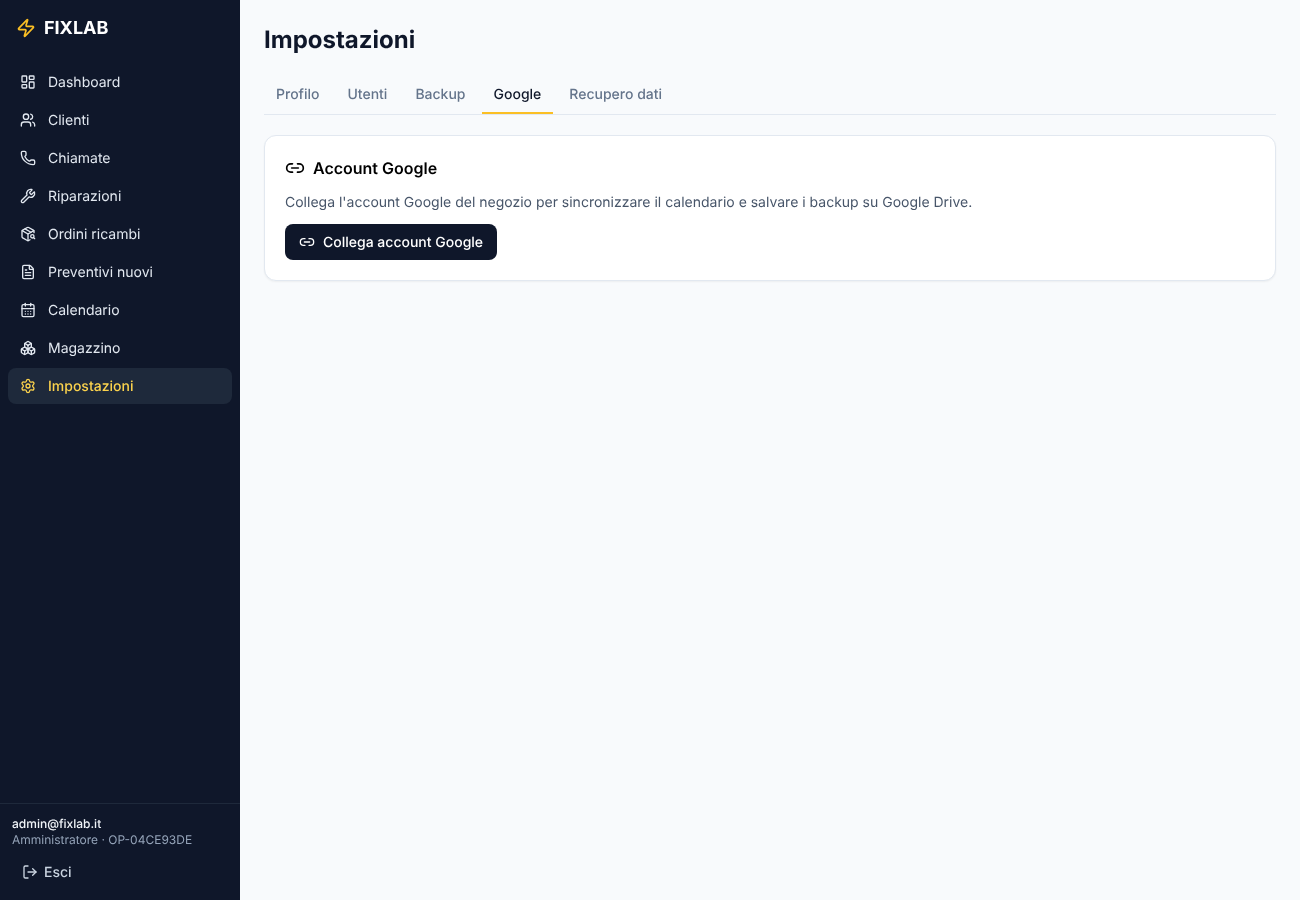 FIXLAB
Dashboard
Clienti
Chiamate
Riparazioni
Ordini ricambi
Preventivi nuovi
Calendario
Magazzino
Impostazioni
admin@fixlab.it
Amministratore · OP-04CE93DE
Esci
Impostazioni
Profilo Utenti Backup Google Recupero dati
Account Google
Collega l'account Google del negozio per sincronizzare il calendario e salvare i backup su Google Drive.
Collega account Google